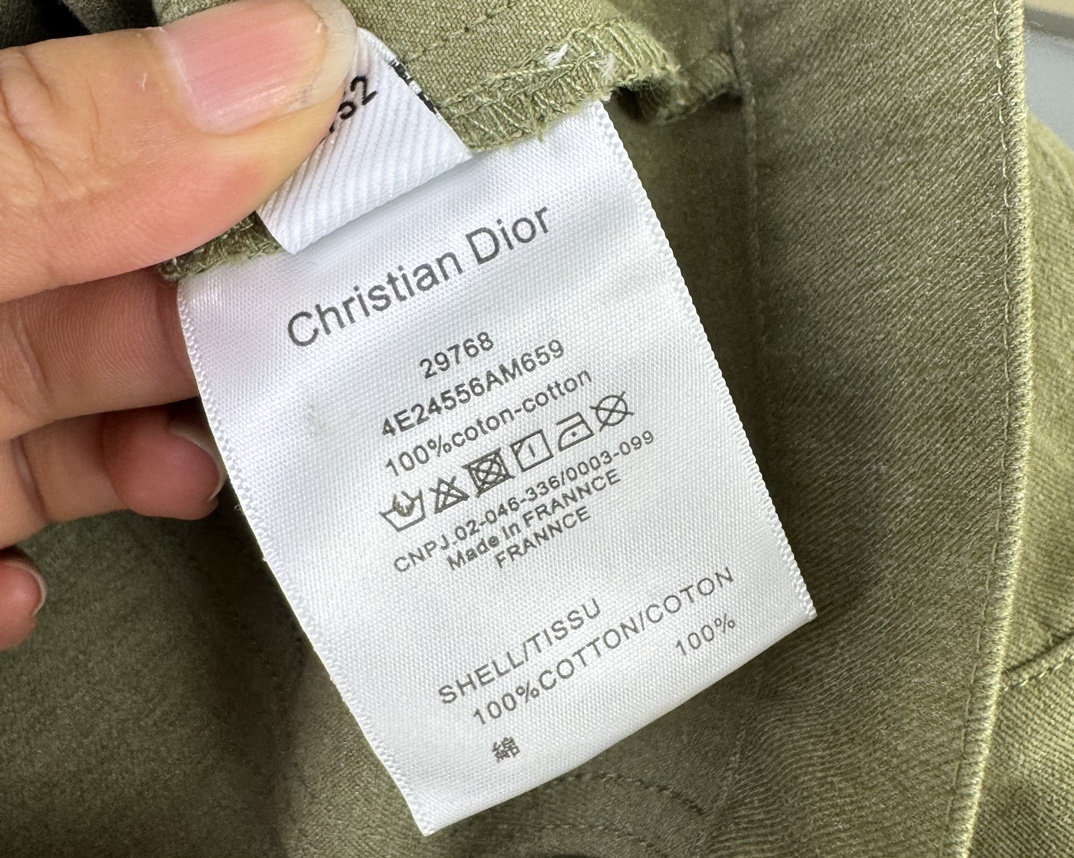 Christian Dior
29768
4E24556AM659
100%coton-cotton
CNPJ.02-046-336/0003-099
Made In FRANNCE
FRANNCE
SHELL/TISSU
100%COTTON/COTON
100%
綿